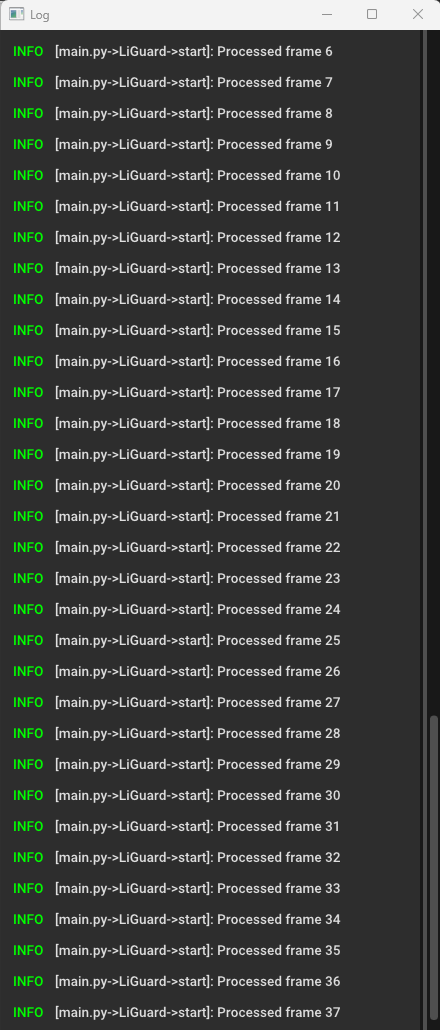 Log
INFO [main.py->LiGuard->start]: Processed frame 6
INFO [main.py->LiGuard->start]: Processed frame 7
INFO [main.py->LiGuard->start]: Processed frame 8
INFO [main.py->LiGuard->start]: Processed frame 9
INFO [main.py->LiGuard->start]: Processed frame 10
INFO [main.py->LiGuard->start]: Processed frame 11
INFO [main.py->LiGuard->start]: Processed frame 12
INFO [main.py->LiGuard->start]: Processed frame 13
INFO [main.py->LiGuard->start]: Processed frame 14
INFO [main.py->LiGuard->start]: Processed frame 15
INFO [main.py->LiGuard->start]: Processed frame 16
INFO [main.py->LiGuard->start]: Processed frame 17
INFO [main.py->LiGuard->start]: Processed frame 18
INFO [main.py->LiGuard->start]: Processed frame 19
INFO [main.py->LiGuard->start]: Processed frame 20
INFO [main.py->LiGuard->start]: Processed frame 21
INFO [main.py->LiGuard->start]: Processed frame 22
INFO [main.py->LiGuard->start]: Processed frame 23
INFO [main.py->LiGuard->start]: Processed frame 24
INFO [main.py->LiGuard->start]: Processed frame 25
INFO [main.py->LiGuard->start]: Processed frame 26
INFO [main.py->LiGuard->start]: Processed frame 27
INFO [main.py->LiGuard->start]: Processed frame 28
INFO [main.py->LiGuard->start]: Processed frame 29
INFO [main.py->LiGuard->start]: Processed frame 30
INFO [main.py->LiGuard->start]: Processed frame 31
INFO [main.py->LiGuard->start]: Processed frame 32
INFO [main.py->LiGuard->start]: Processed frame 33
INFO [main.py->LiGuard->start]: Processed frame 34
INFO [main.py->LiGuard->start]: Processed frame 35
INFO [main.py->LiGuard->start]: Processed frame 36
INFO [main.py->LiGuard->start]: Processed frame 37